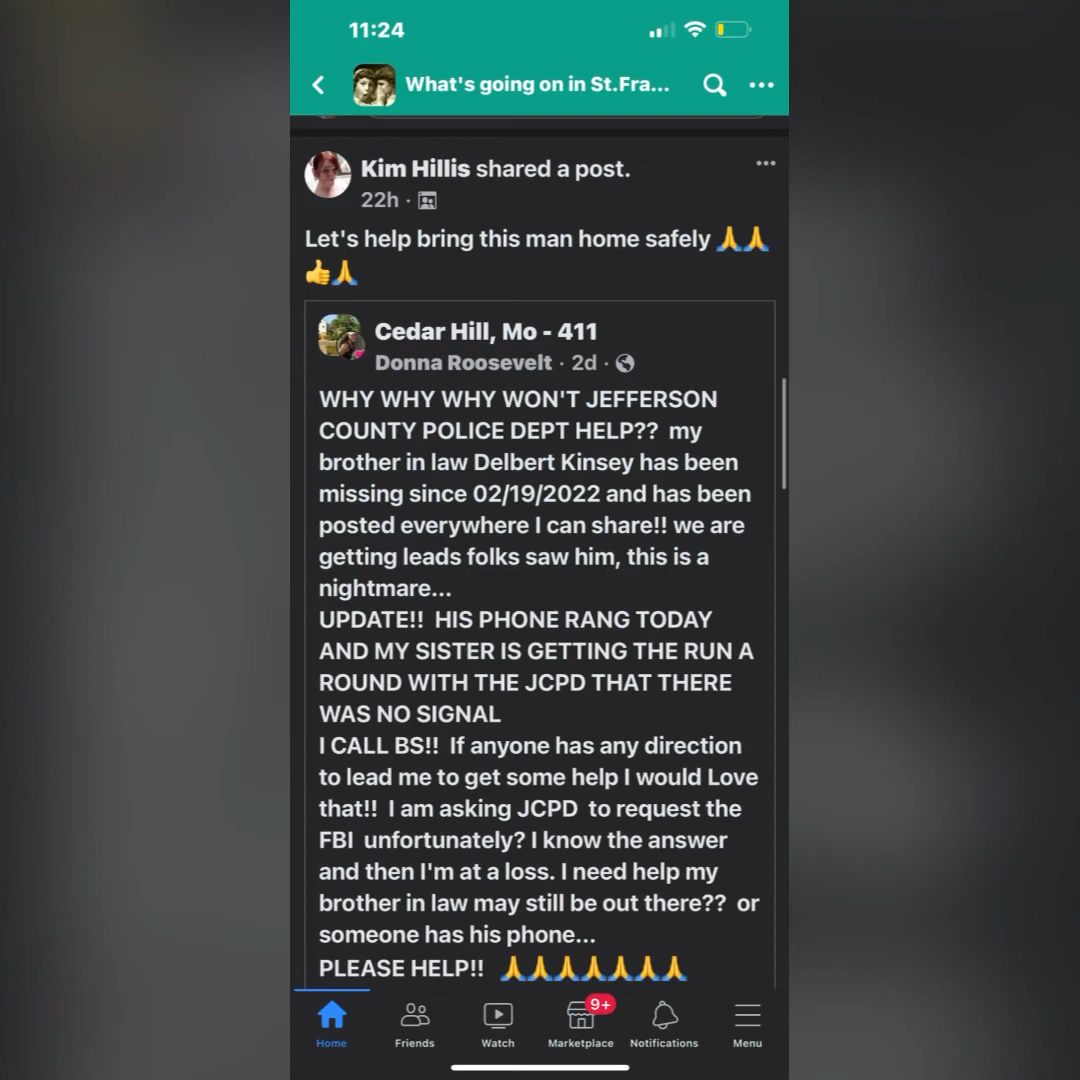 11:24
What's going on in St.Fra...
Kim Hillis shared a post.
22h ·
Let's help bring this man home safely 🙏🙏
👍🙏
Cedar Hill, Mo - 411
Donna Roosevelt · 2d ·
WHY WHY WHY WON'T JEFFERSON
COUNTY POLICE DEPT HELP?? my
brother in law Delbert Kinsey has been
missing since 02/19/2022 and has been
posted everywhere I can share!! we are
getting leads folks saw him, this is a
nightmare...
UPDATE!! HIS PHONE RANG TODAY
AND MY SISTER IS GETTING THE RUN A
ROUND WITH THE JCPD THAT THERE
WAS NO SIGNAL
I CALL BS!! If anyone has any direction
to lead me to get some help I would Love
that!! I am asking JCPD to request the
FBI unfortunately? I know the answer
and then I'm at a loss. I need help my
brother in law may still be out there?? or
someone has his phone...
PLEASE HELP!! 🙏🙏🙏🙏🙏🙏🙏
9+
Home Friends Watch Marketplace Notifications Menu